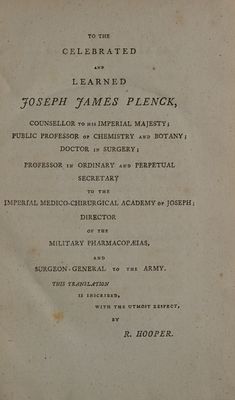 TO THE
CELEBRATED
AND
LEARNED
JOSEPH JAMES PLENCK,
COUNSELLOR TO HIS IMPERIAL MAJESTY;
PUBLIC PROFESSOR OF CHEMISTRY AND BOTANY;
DOCTOR IN SURGERY;
PROFESSOR IN ORDINARY AND PERPETUAL
SECRETARY
TO THE
IMPERIAL MEDICO-CHIRURGICAL ACADEMY OF JOSEPH;
DIRECTOR
OF THE
MILITARY PHARMACOPÆIAS,
AND
SURGEON-GENERAL TO THE ARMY.
THIS TRANSLATION
IS INSCRIBED,
WITH THE UTMOST RESPECT,
BY
R. HOOPER.